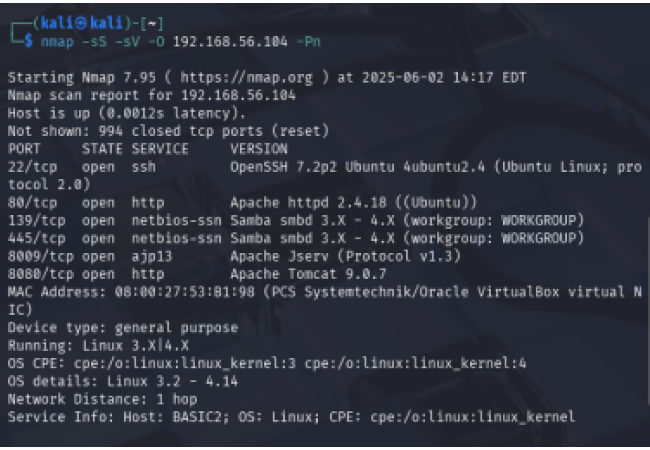 ┌──(kali㉿kali)-[~]
└─$ nmap -sS -sV -O 192.168.56.104 -Pn
Starting Nmap 7.95 ( https://nmap.org ) at 2025-06-02 14:17 EDT
Nmap scan report for 192.168.56.104
Host is up (0.0012s latency).
Not shown: 994 closed tcp ports (reset)
PORT     STATE SERVICE     VERSION
22/tcp   open  ssh         OpenSSH 7.2p2 Ubuntu 4ubuntu2.4 (Ubuntu Linux; pro
tocol 2.0)
80/tcp   open  http        Apache httpd 2.4.18 ((Ubuntu))
139/tcp  open  netbios-ssn Samba smbd 3.X - 4.X (workgroup: WORKGROUP)
445/tcp  open  netbios-ssn Samba smbd 3.X - 4.X (workgroup: WORKGROUP)
8009/tcp open  ajp13       Apache Jserv (Protocol v1.3)
8080/tcp open  http        Apache Tomcat 9.0.7
MAC Address: 08:00:27:53:B1:98 (PCS Systemtechnik/Oracle VirtualBox virtual N
IC)
Device type: general purpose
Running: Linux 3.X|4.X
OS CPE: cpe:/o:linux:linux_kernel:3 cpe:/o:linux:linux_kernel:4
OS details: Linux 3.2 - 4.14
Network Distance: 1 hop
Service Info: Host: BASIC2; OS: Linux; CPE: cpe:/o:linux:linux_kernel